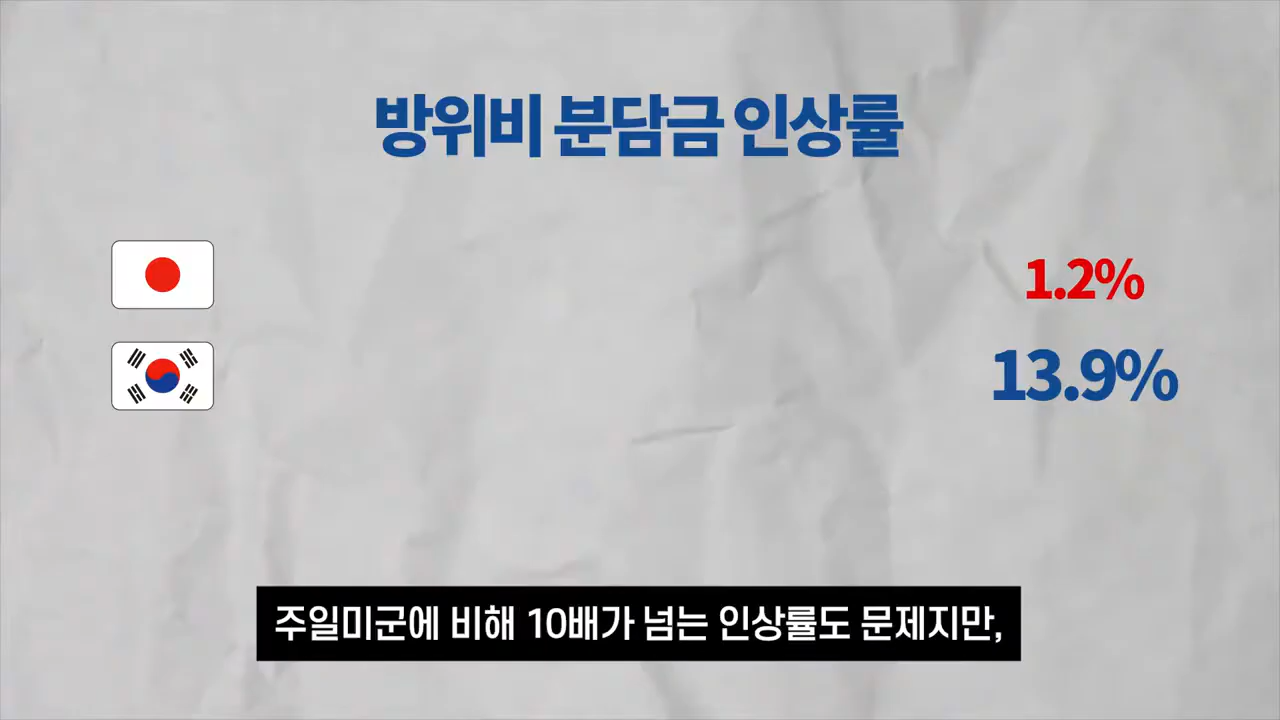 방위비 분담금 인상률
1.2%
13.9%
주일미군에 비해 10배가 넘는 인상률도 문제지만,